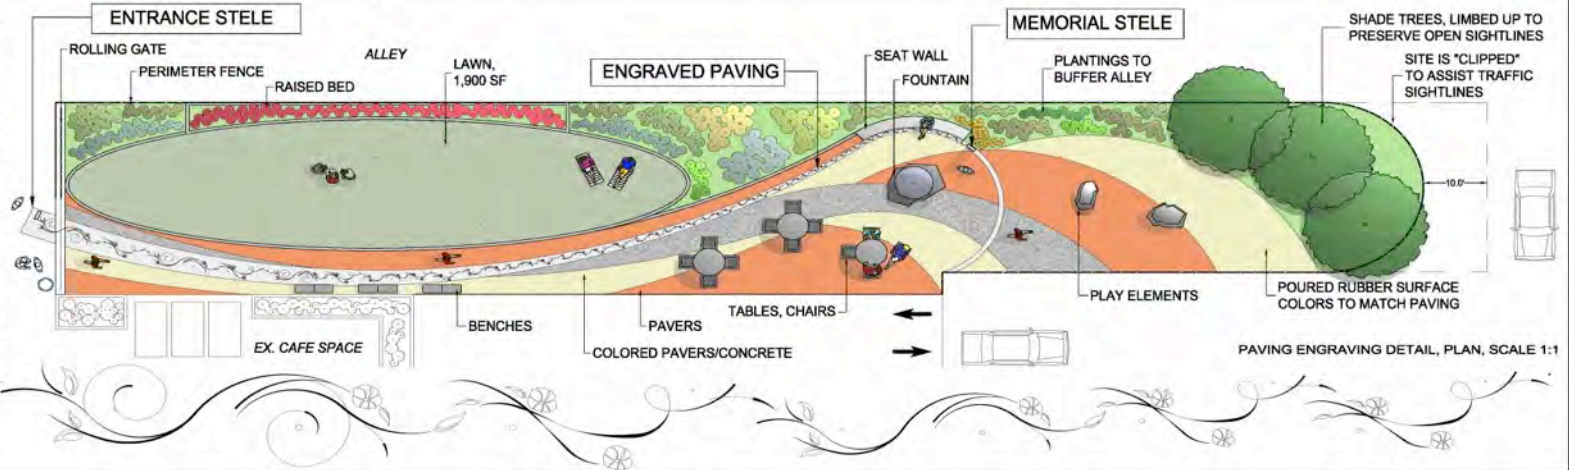 ENTRANCE STELE
ROLLING GATE
PERIMETER FENCE
RAISED BED
ALLEY
LAWN,
1,900 SF
ENGRAVED PAVING
SEAT WALL
FOUNTAIN
MEMORIAL STELE
PLANTINGS TO
BUFFER ALLEY
SHADE TREES, LIMBED UP TO
PRESERVE OPEN SIGHTLINES
SITE IS "CLIPPED"
TO ASSIST TRAFFIC
SIGHTLINES
10.0'
EX. CAFE SPACE
BENCHES
COLORED PAVERS/CONCRETE
PAVERS
TABLES, CHAIRS
PLAY ELEMENTS
POURED RUBBER SURFACE
COLORS TO MATCH PAVING
PAVING ENGRAVING DETAIL, PLAN, SCALE 1:1